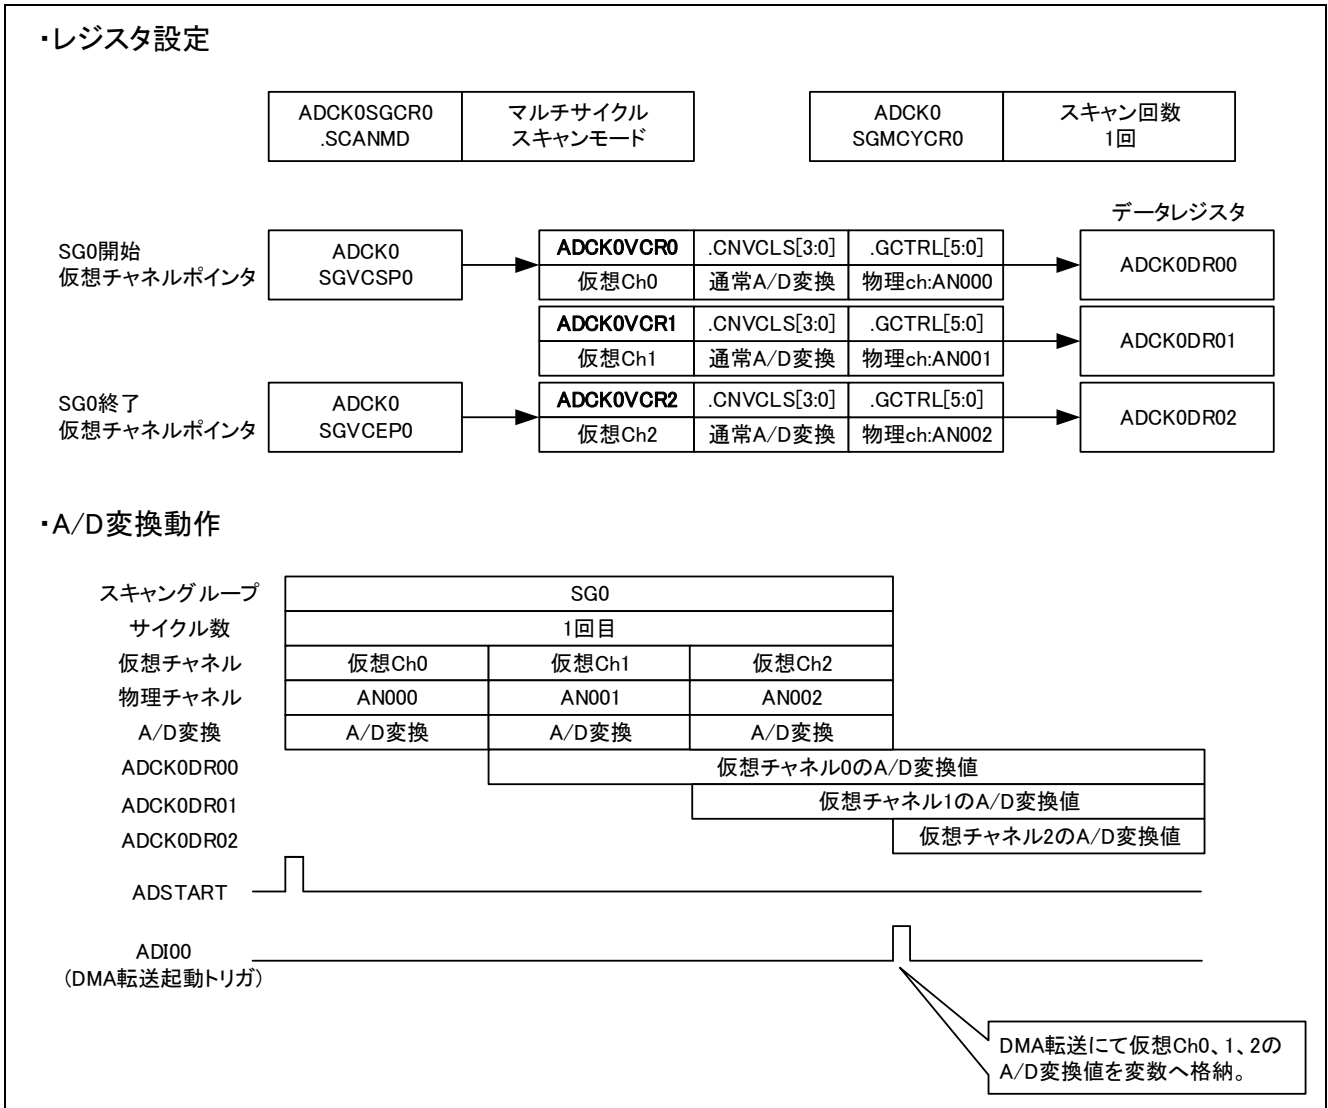 ・レジスタ設定
ADCK0SGCR0
.SCANMD
マルチサイクル
スキャンモード
ADCK0
SGMCYCR0
スキャン回数
1回
データレジスタ
SG0開始
仮想チャネルポインタ
ADCK0
SGVCSP0
ADCK0VCR0
.CNVCLS[3:0]
.GCTRL[5:0]
仮想Ch0
通常A/D変換
物理ch:AN000
ADCK0DR00
ADCK0VCR1
.CNVCLS[3:0]
.GCTRL[5:0]
仮想Ch1
通常A/D変換
物理ch:AN001
ADCK0DR01
SG0終了
仮想チャネルポインタ
ADCK0
SGVCEP0
ADCK0VCR2
.CNVCLS[3:0]
.GCTRL[5:0]
仮想Ch2
通常A/D変換
物理ch:AN002
ADCK0DR02
・A/D変換動作
スキャングループ
SG0
サイクル数
1回目
仮想チャネル
仮想Ch0
仮想Ch1
仮想Ch2
物理チャネル
AN000
AN001
AN002
A/D変換
A/D変換
A/D変換
A/D変換
ADCK0DR00
仮想チャネル0のA/D変換値
ADCK0DR01
仮想チャネル1のA/D変換値
ADCK0DR02
仮想チャネル2のA/D変換値
ADSTART
ADI00
(DMA転送起動トリガ)
DMA転送にて仮想Ch0、1、2の
A/D変換値を変数へ格納。